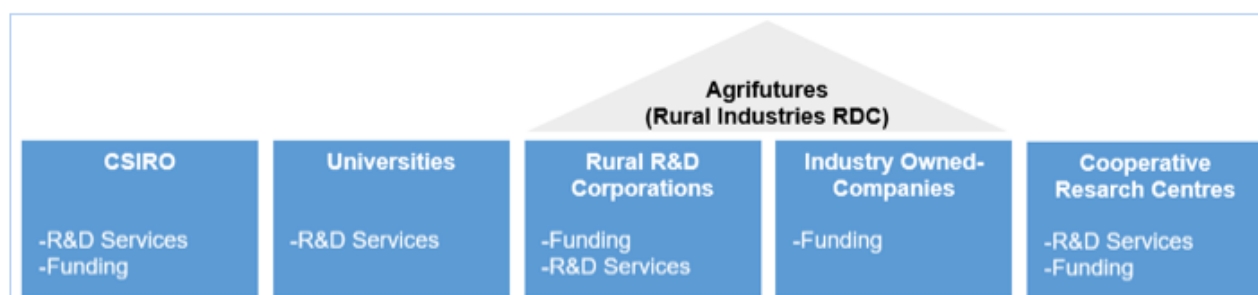 Agrifutures
(Rural Industries RDC)
CSIRO
-R&D Services
-Funding
Universities
-R&D Services
Rural R&D
Corporations
-Funding
-R&D Services
Industry Owned-
Companies
-Funding
Cooperative
Resarch Centres
-R&D Services
-Funding